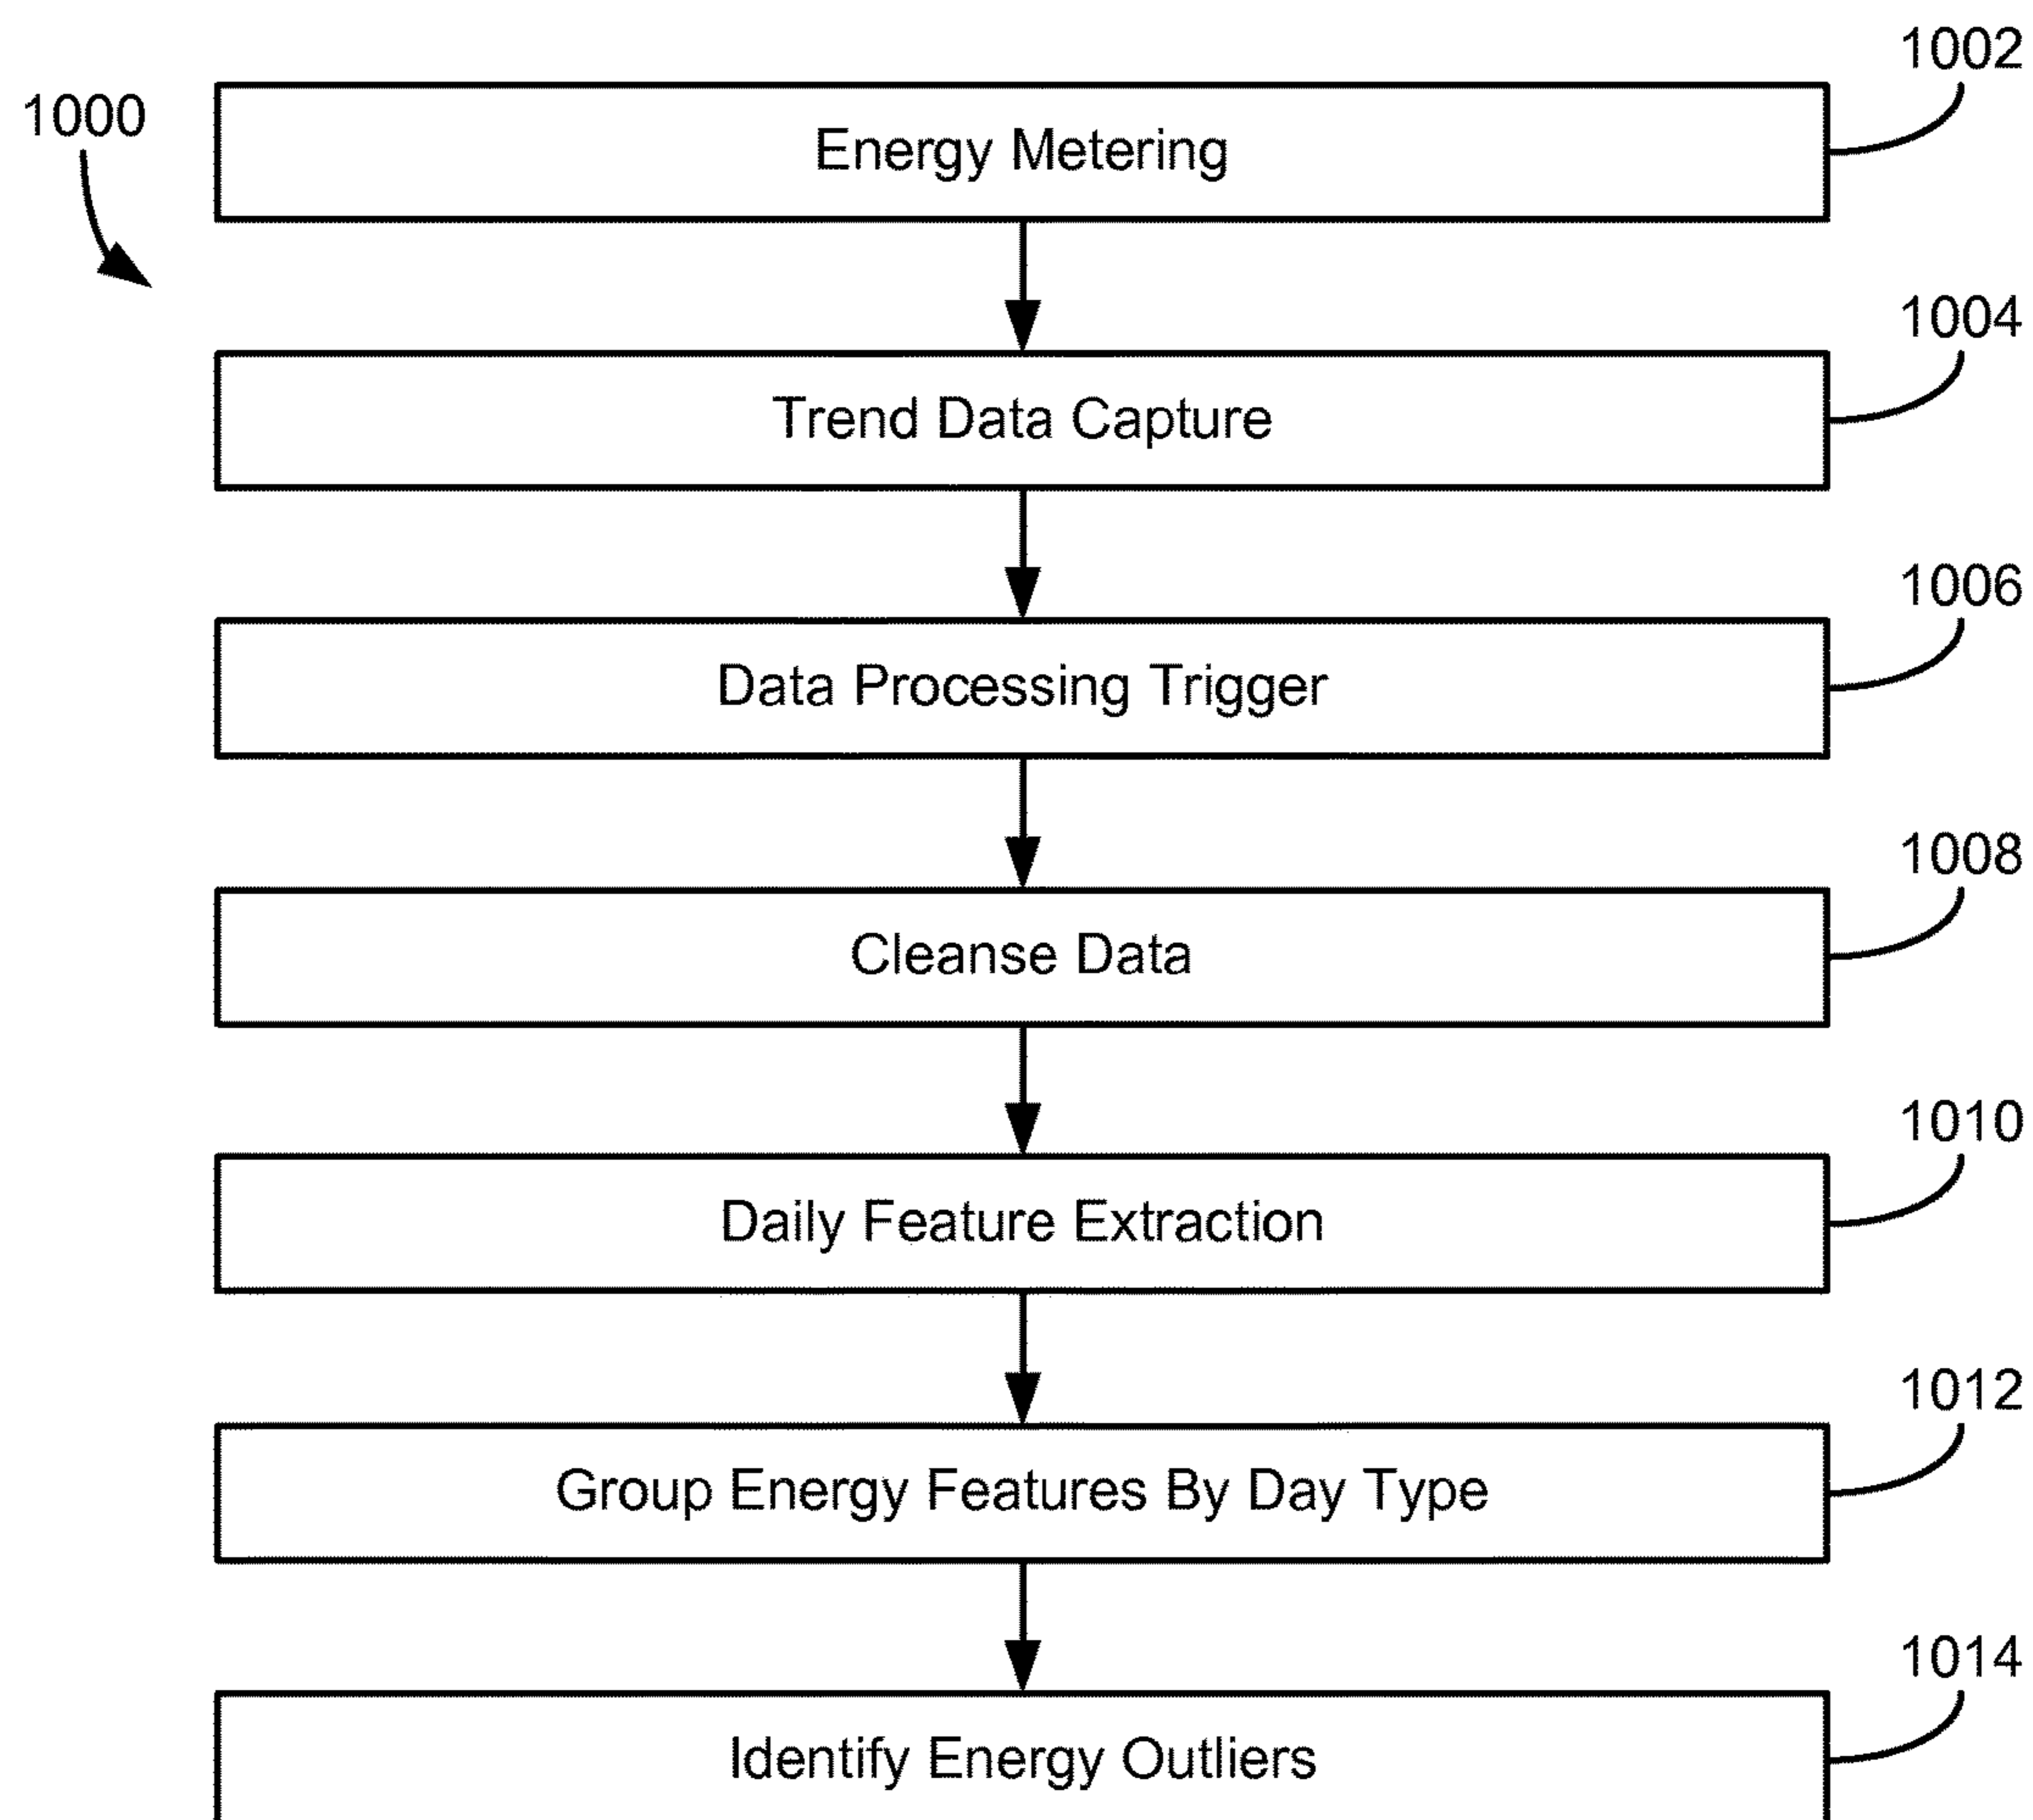 1002
1000
Energy Metering
1004
Trend Data Capture
1006
Data Processing Trigger
1008
Cleanse Data
1010
Daily Feature Extraction
1012
Group Energy Features By Day Type
1014
Identify Energy Outliers